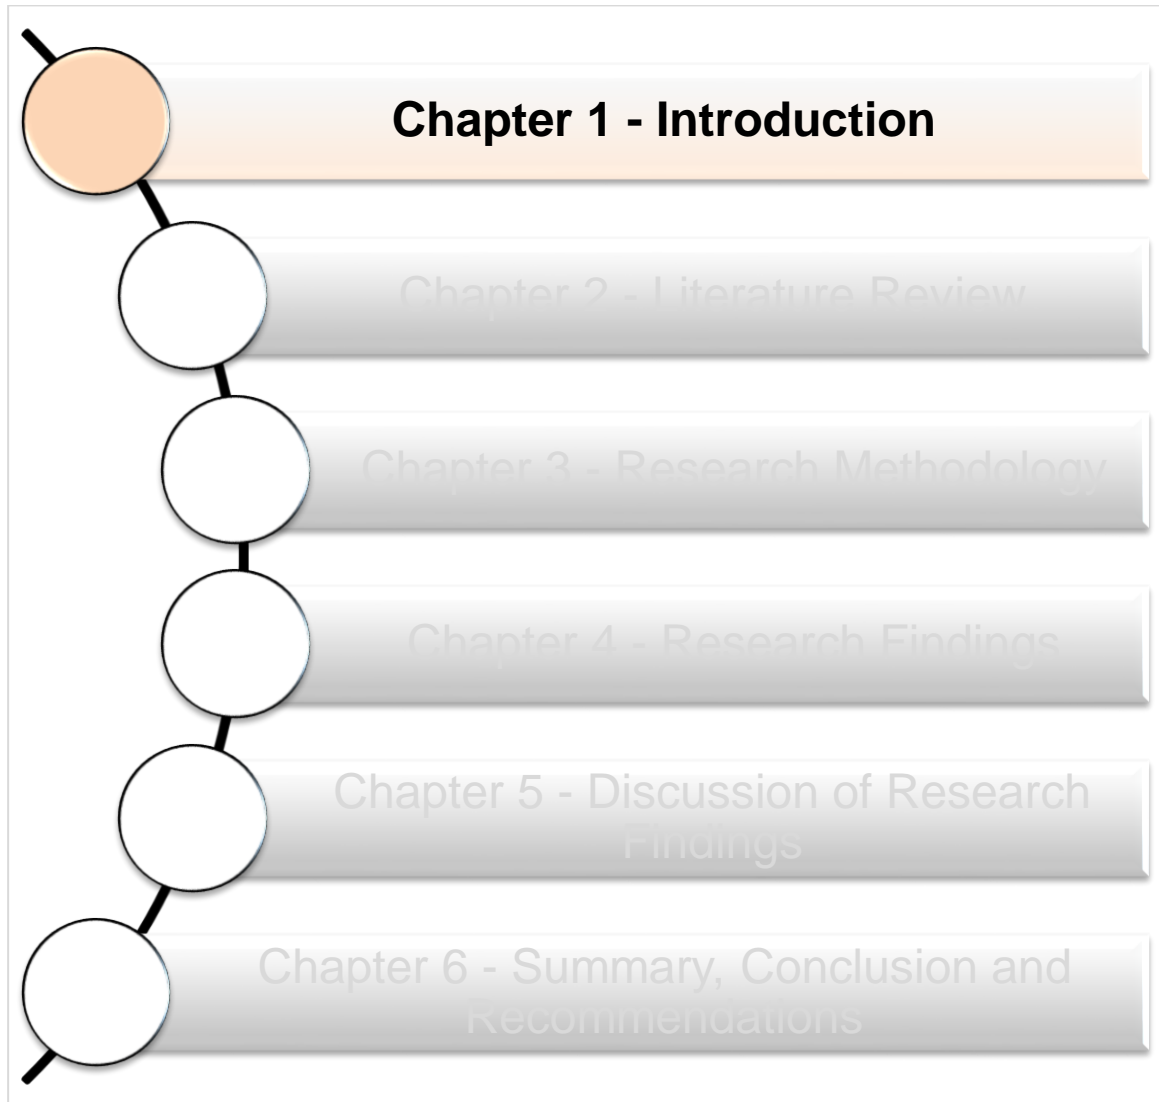 Chapter 1 - Introduction
Chapter 2 - Literature Review
Chapter 3 - Research Methodology
Chapter 4 - Research Findings
Chapter 5 - Discussion of Research
Findings
Chapter 6 - Summary, Conclusion and
Recommendations